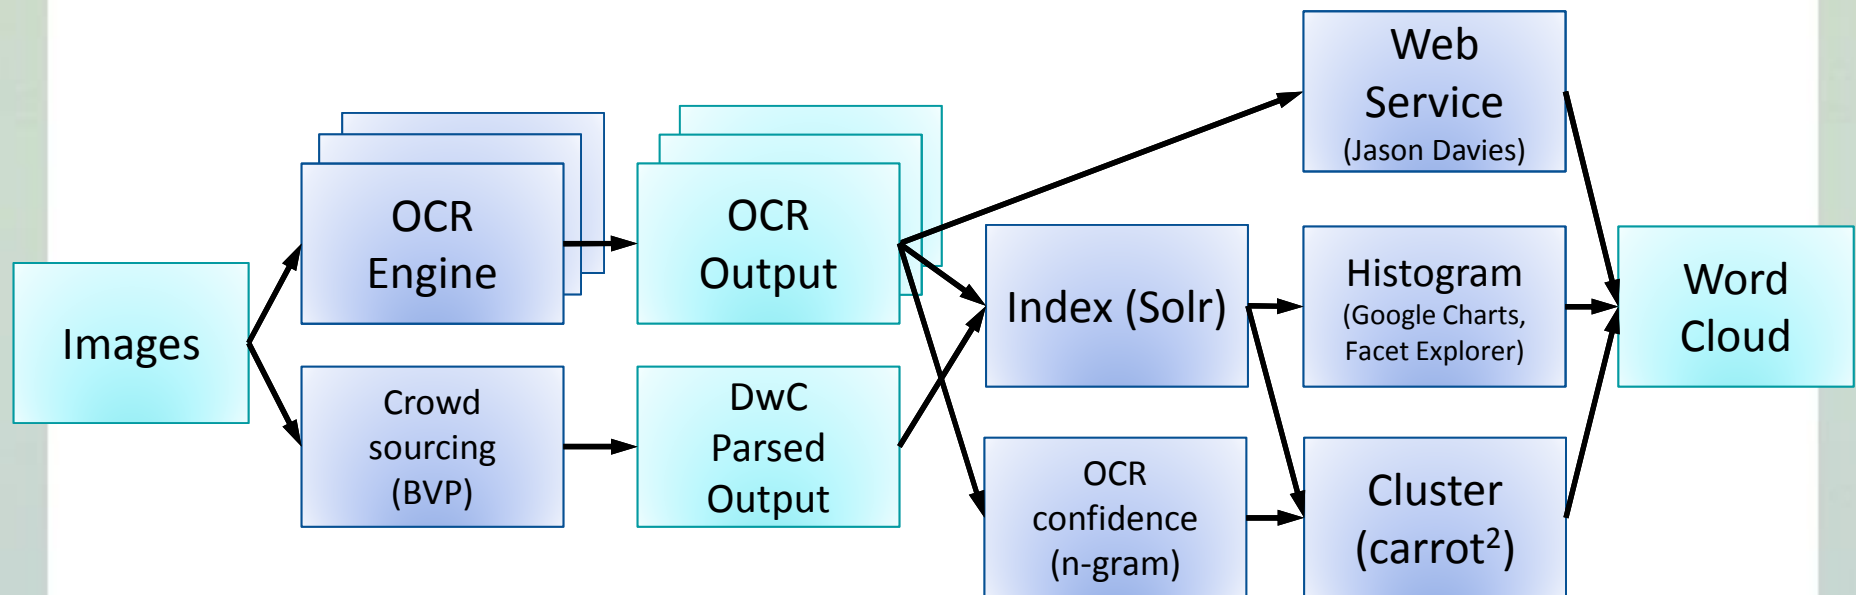 Images
OCR
Engine
Crowd
sourcing
(BVP)
OCR
Output
DwC
Parsed
Output
Index (Solr)
OCR
confidence
(n-gram)
Web
Service
(Jason Davies)
Histogram
(Google Charts,
Facet Explorer)
Cluster
(carrot²)
Word
Cloud